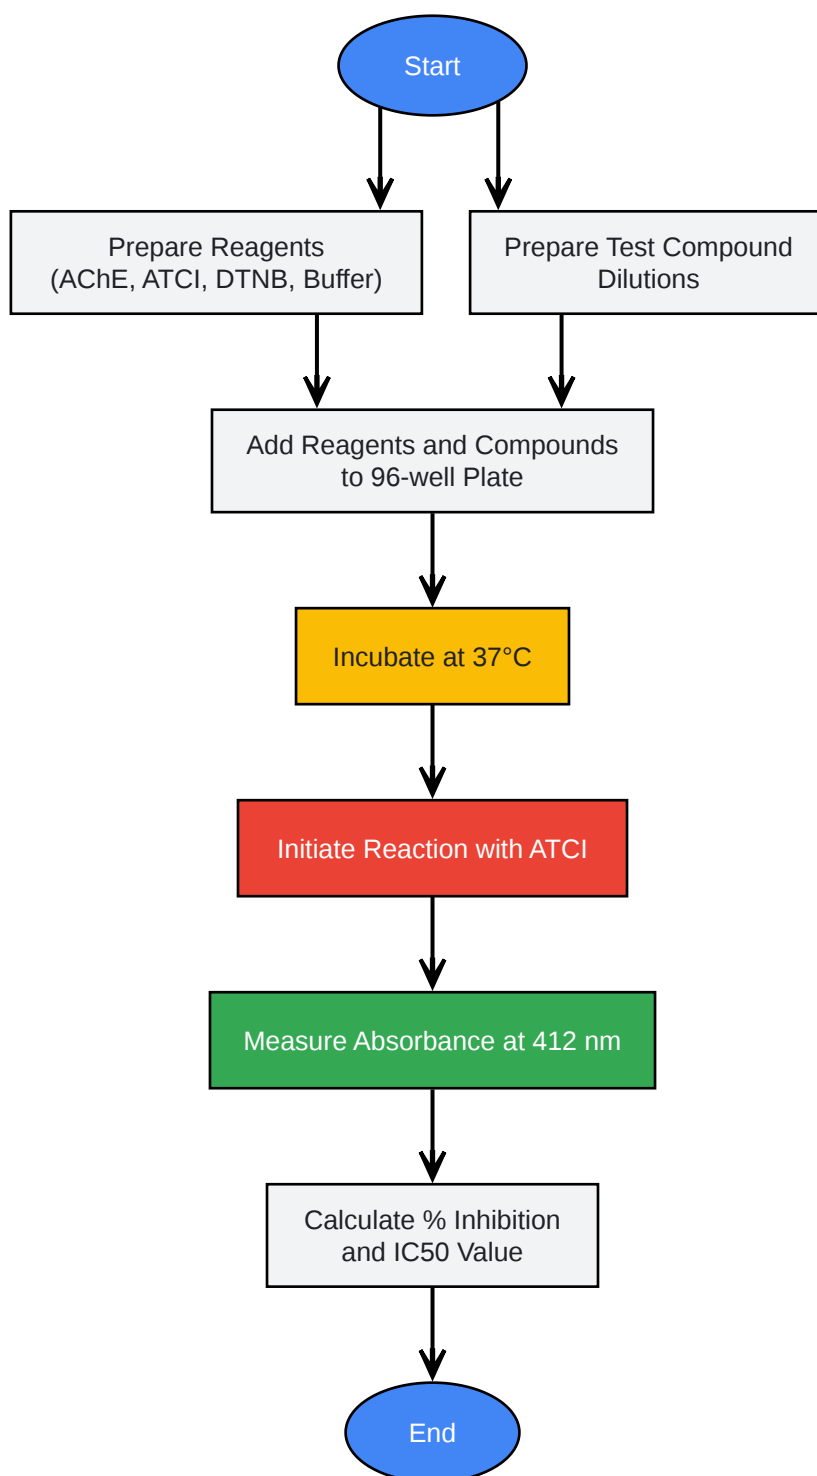 Start
Prepare Reagents
(AChE, ATCI, DTNB, Buffer)
Prepare Test Compound
Dilutions
Add Reagents and Compounds
to 96-well Plate
Incubate at 37°C
Initiate Reaction with ATCI
Measure Absorbance at 412 nm
Calculate % Inhibition
and IC50 Value
End